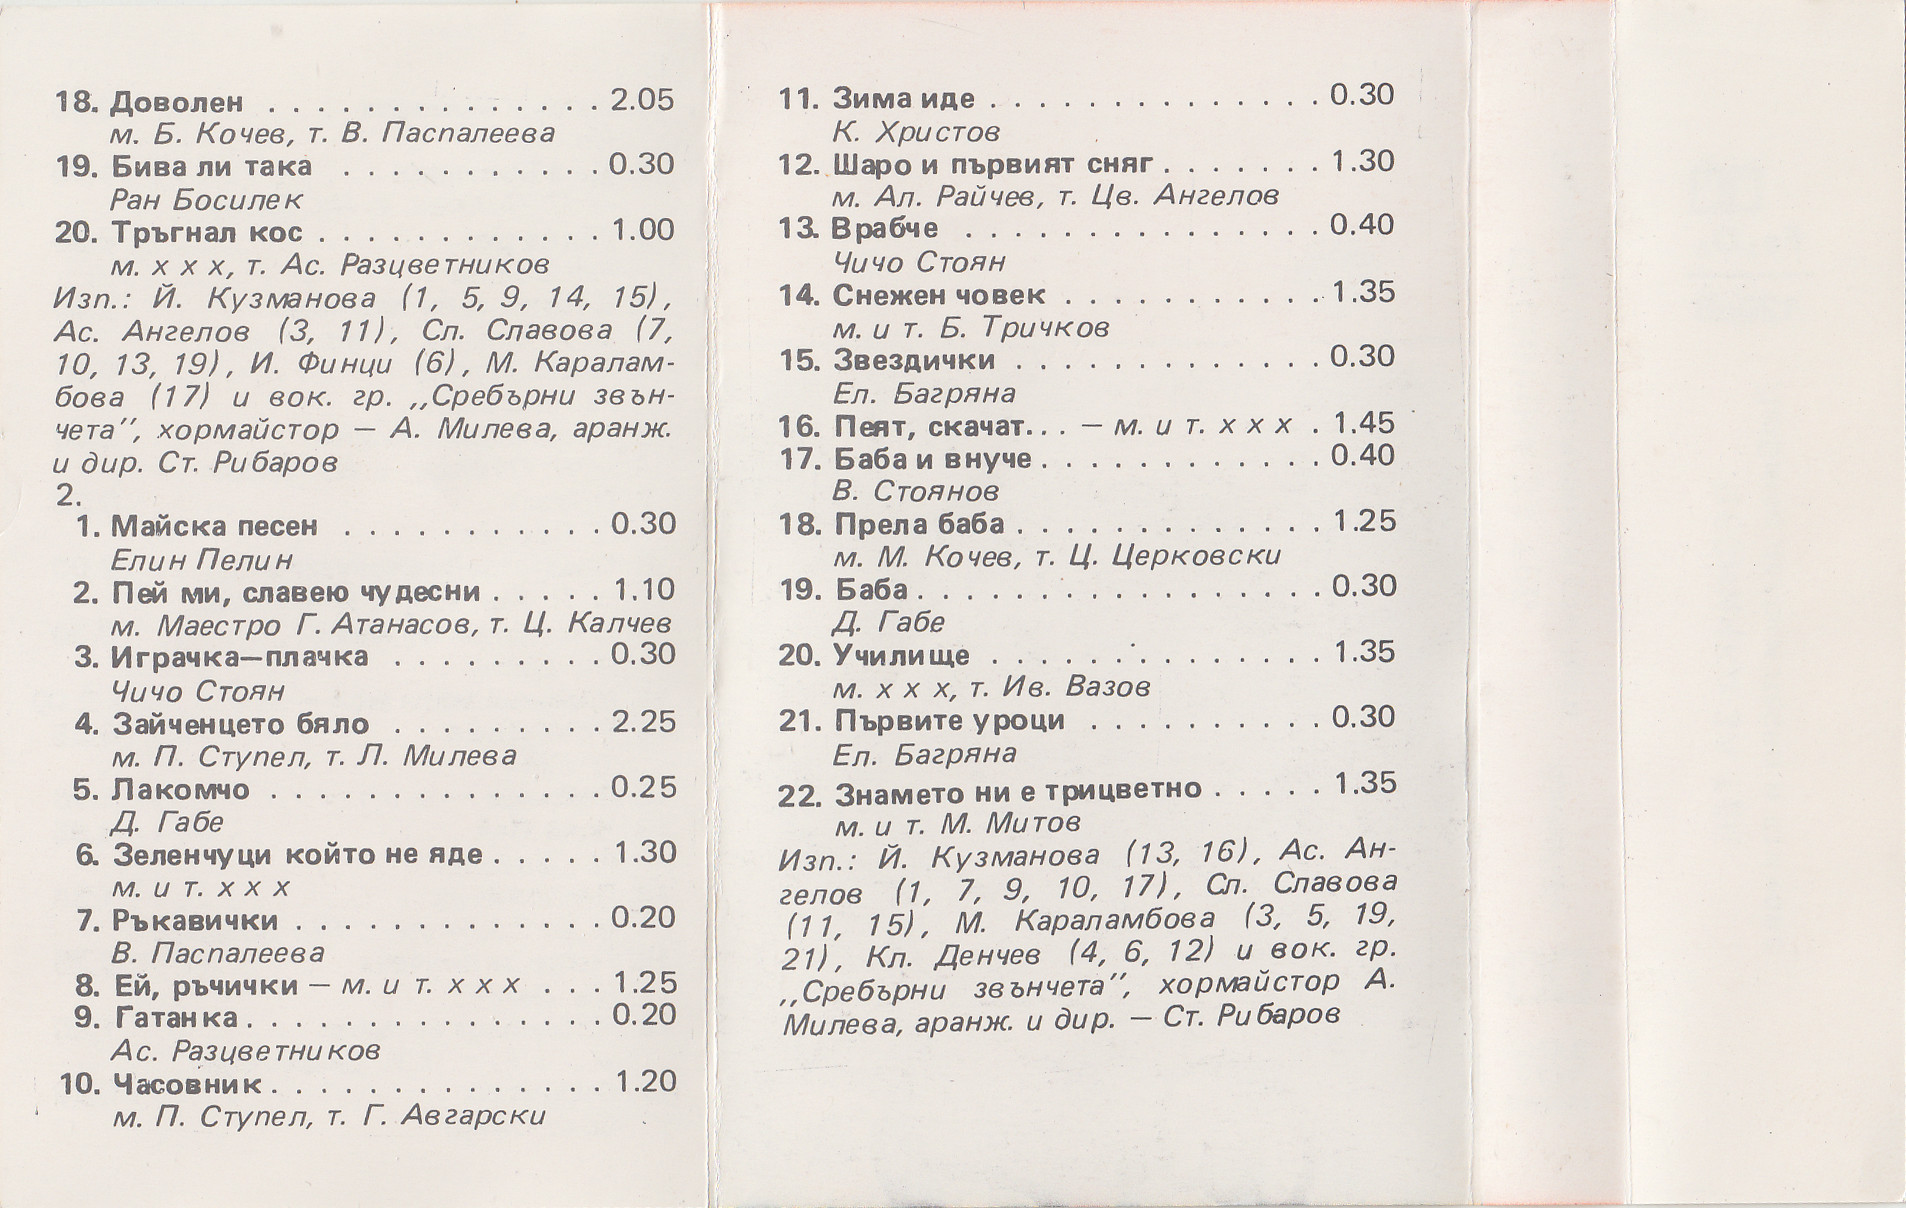 18. Доволен . . . . . . . . . . . . . . 2.05
м. Б. Кочев, т. В. Паспалеева
19. Бива ли така . . . . . . . . . . . 0.30
Ран Босилек
20. Тръгнал кос . . . . . . . . . . . . 1.00
м. х х х, т. Ас. Разцветников
Изп.: Й. Кузманова (1, 5, 9, 14, 15),
Ас. Ангелов (3, 11), Сл. Славова (7,
10, 13, 19), И. Финци (6), М. Каралам-
бова (17) и вок. гр. ,,Сребърни звън-
чета'', хормайстор — А. Милева, аранж.
и дир. Ст. Рибаров
2.
1. Майска песен . . . . . . . . . . . 0.30
Елин Пелин
2. Пей ми, славею чудесни . . . . . 1.10
м. Маестро Г. Атанасов, т. Ц. Калчев
3. Играчка—плачка . . . . . . . . . 0.30
Чичо Стоян
4. Зайченцето бяло . . . . . . . . . 2.25
м. П. Ступел, т. Л. Милева
5. Лакомчо . . . . . . . . . . . . . . 0.25
Д. Габе
6. Зеленчуци който не яде . . . . . 1.30
м. и т. х х х
7. Ръкавички . . . . . . . . . . . . . 0.20
В. Паспалеева
8. Ей, ръчички — м. и т. х х х . . . 1.25
9. Гатанка . . . . . . . . . . . . . . . 0.20
Ас. Разцветников
10. Часовник . . . . . . . . . . . . . . 1.20
м. П. Ступел, т. Г. Авгарски
11. Зима иде . . . . . . . . . . . . . . 0.30
К. Христов
12. Шаро и първият сняг . . . . . . . 1.30
м. Ал. Райчев, т. Цв. Ангелов
13. Врабче . . . . . . . . . . . . . . . 0.40
Чичо Стоян
14. Снежен човек . . . . . . . . . . . 1.35
м. и т. Б. Тричков
15. Звездички . . . . . . . . . . . . . 0.30
Ел. Багряна
16. Пеят, скачат. . . — м. и т. х х х . 1.45
17. Баба и внуче . . . . . . . . . . . . 0.40
В. Стоянов
18. Прела баба . . . . . . . . . . . . . 1.25
м. М. Кочев, т. Ц. Церковски
19. Баба . . . . . . . . . . . . . . . . . 0.30
Д. Габе
20. Училище . . . . . . . . . . . . . . 1.35
м. х х х, т. Ив. Вазов
21. Първите уроци . . . . . . . . . . 0.30
Ел. Багряна
22. Знамето ни е трицветно . . . . . 1.35
м. и т. М. Митов
Изп.: Й. Кузманова (13, 16), Ас. Ан-
гелов (1, 7, 9, 10, 17), Сл. Славова
(11, 15), М. Караламбова (3, 5, 19,
21), Кл. Денчев (4, 6, 12) и вок. гр.
,,Сребърни звънчета'', хормайстор А.
Милева, аранж. и дир. — Ст. Рибаров